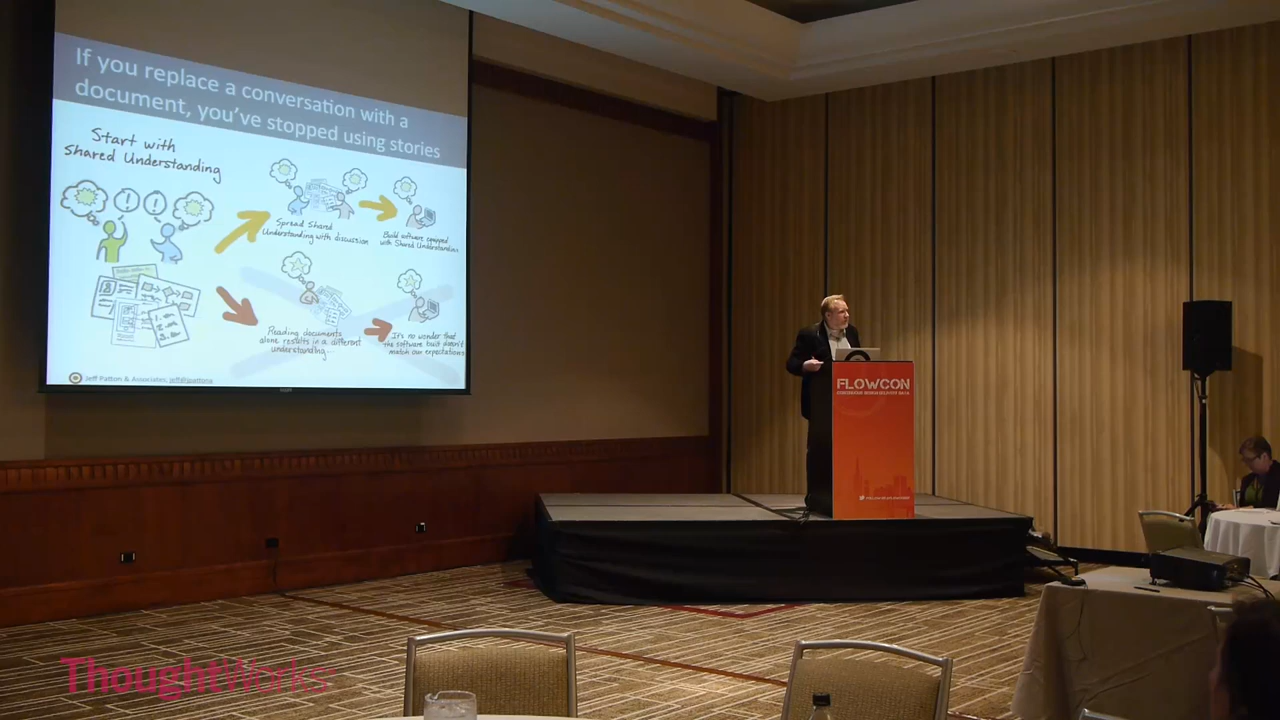 If you replace a conversation with a
document, you've stopped using stories
Start with
Shared Understanding
Spread Shared
Understanding with discussion
Build software equipped
with Shared Understanding
Reading documents
alone results in a different
understanding...
It's no wonder that
the software built doesn't
match our expectations
Jeff Patton & Associates,
FLOWCON
ThoughtWorks